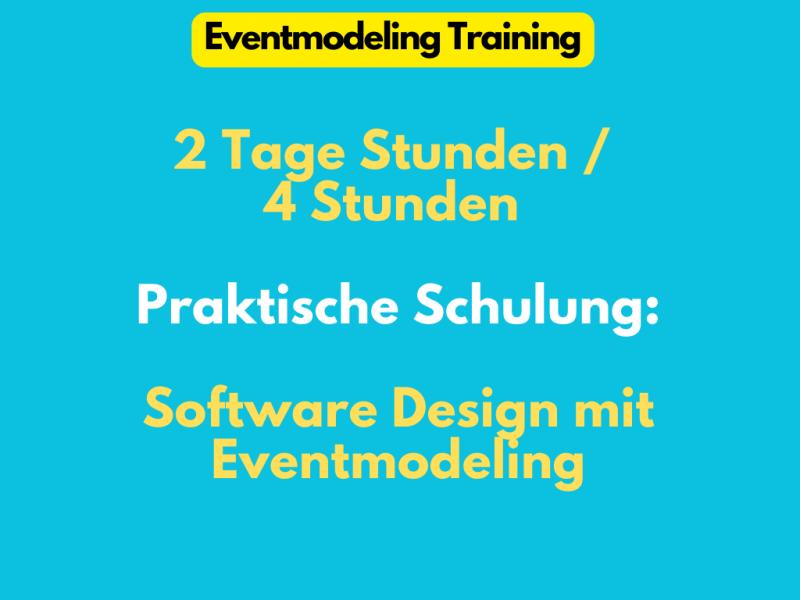 Eventmodeling Training
2 Tage Stunden /
4 Stunden
Praktische Schulung:
Software Design mit
Eventmodeling